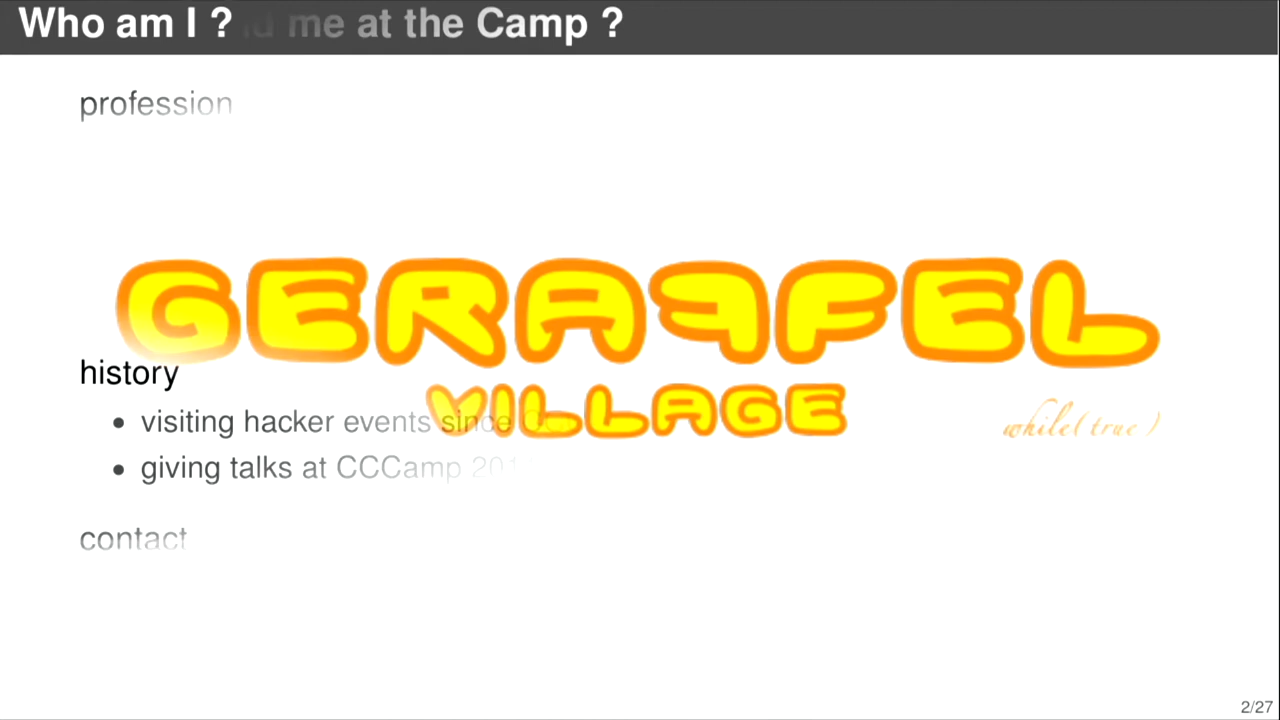 Who am I ? me at the Camp ?
profession
GERAFFEL
VILLAGE
while(true)
history
visiting hacker events since
giving talks at CCCamp
contact
2/27